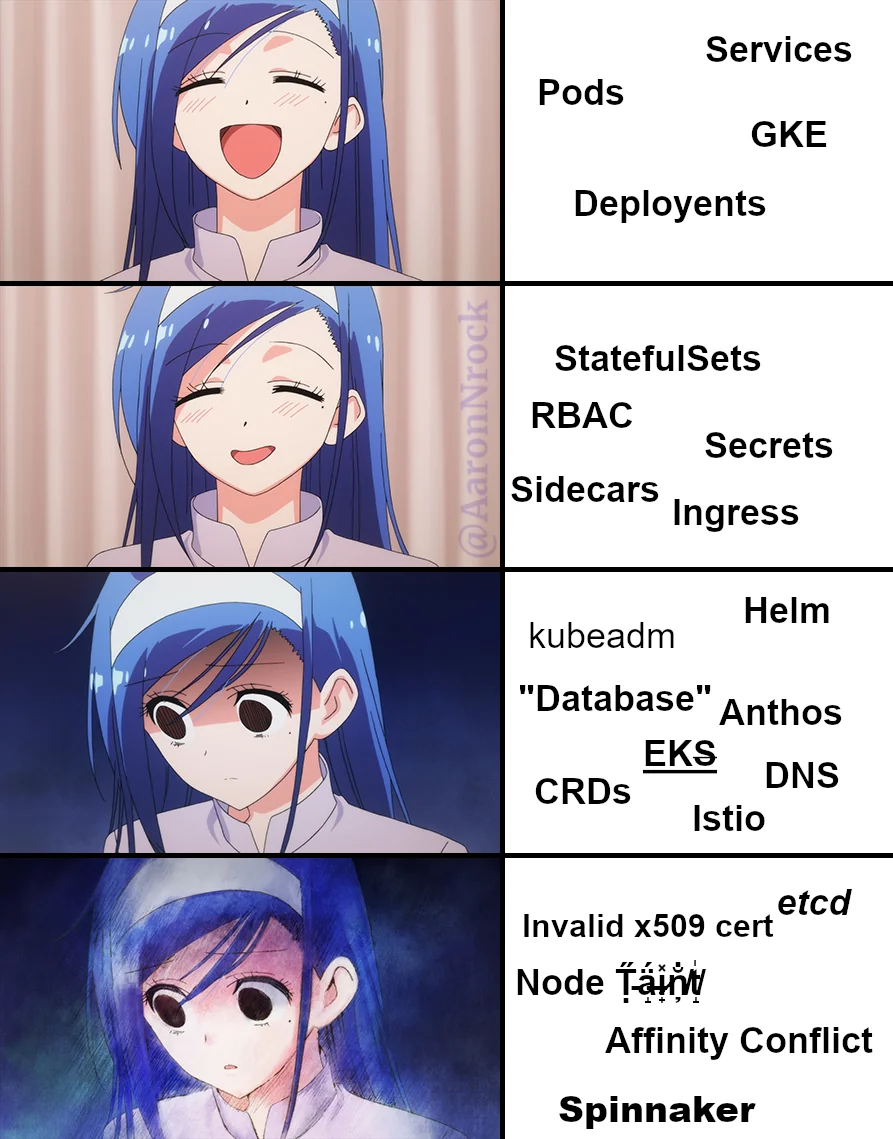 Services
Pods
GKE
Deployents
@AaronNrock
StatefulSets
RBAC
Secrets
Sidecars
Ingress
Helm
kubeadm
"Database"
Anthos
EKS
DNS
CRDs
Istio
etcd
Invalid x509 cert
Node Taint
Affinity Conflict
Spinnaker